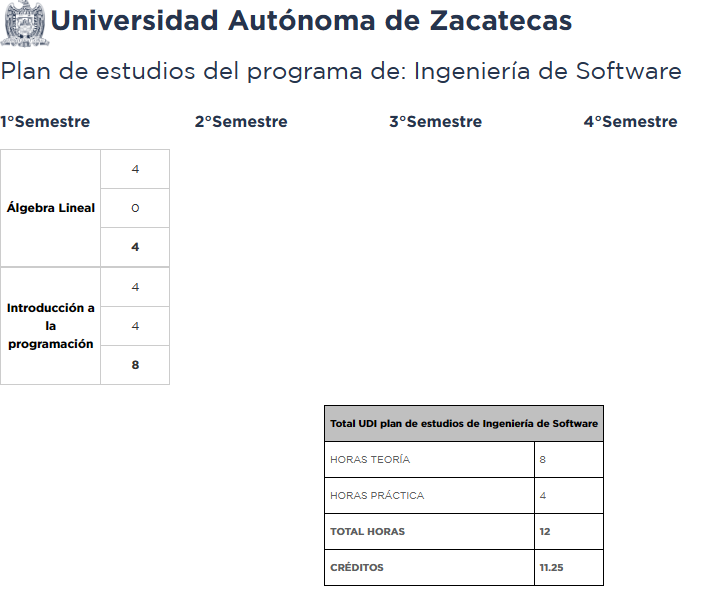 Universidad Autónoma de Zacatecas
Plan de estudios del programa de: Ingeniería de Software
1°Semestre 2°Semestre 3°Semestre 4°Semestre
Álgebra Lineal
4
0
4
Introducción a
la
programación
4
4
8
Total UDI plan de estudios de Ingeniería de Software
HORAS TEORÍA 8
HORAS PRÁCTICA 4
TOTAL HORAS 12
CRÉDITOS 11.25